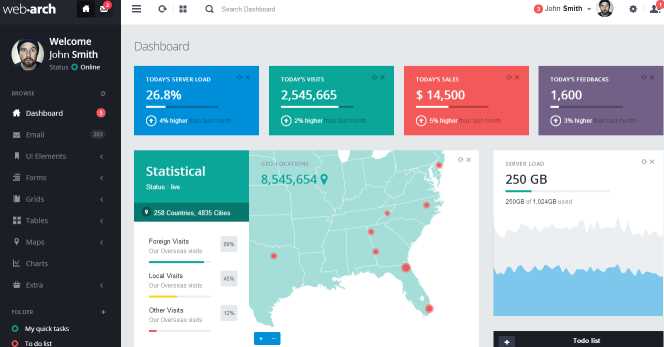 web-arch
2
Search Dashboard
3
John Smith
1
Welcome
John Smith
Status Online
BROWSE
Dashboard
Email
UI Elements
Forms
Grids
Tables
Maps
Charts
Extra
FOLDER
My quick tasks
To do list
Dashboard
TODAY'S SERVER LOAD
26.8%
4% higher than last month
TODAY'S VISITS
2,545,665
2% higher than last month
TODAY'S SALES
$ 14,500
5% higher than last month
TODAY'S FEEDBACKS
1,600
3% higher than last month
Statistical
Status : live
258 Countries, 4835 Cities
Foreign Visits
Our Overseas visits
Local Visits
Our Overseas visits
45%
Other Visits
Our Overseas visits
12%
GEO-LOCATIONS
8,545,654
+ −
SERVER LOAD
250 GB
250GB of 1,024GB used
Todo list